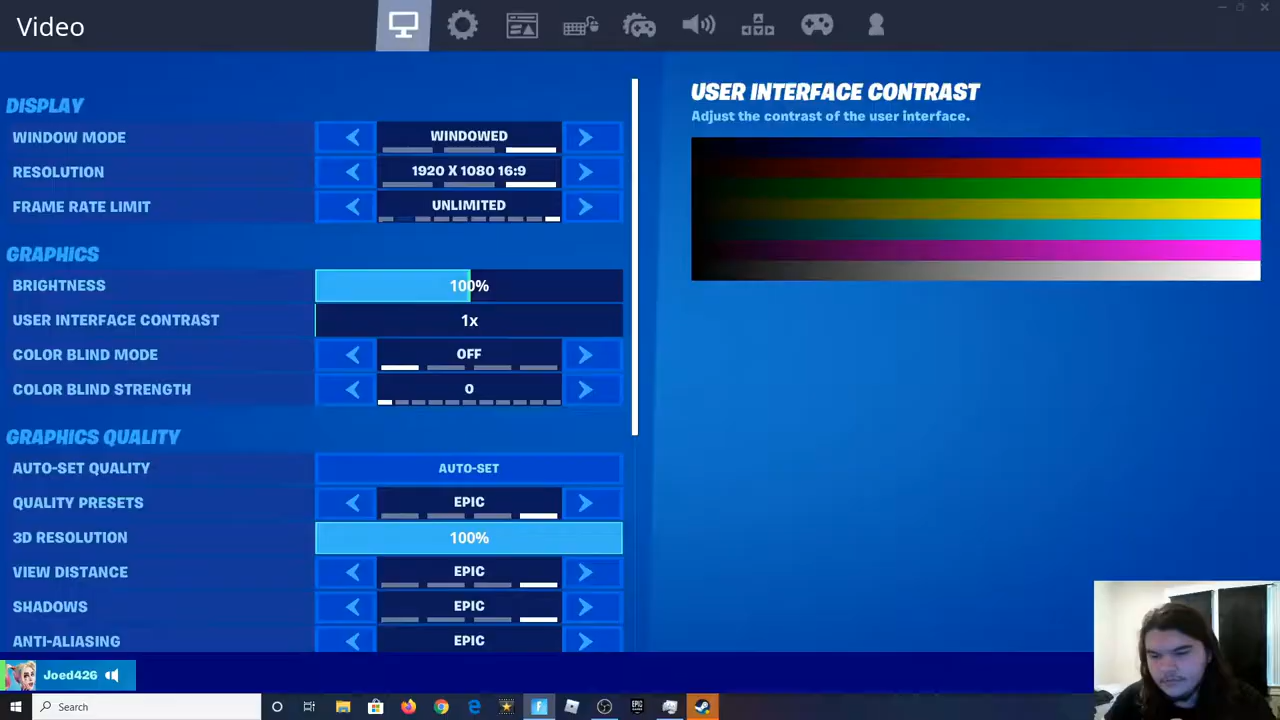 Video
DISPLAY
WINDOW MODE
WINDOWED
RESOLUTION
1920 X 1080 16:9
FRAME RATE LIMIT
UNLIMITED
GRAPHICS
BRIGHTNESS
100%
USER INTERFACE CONTRAST
1x
COLOR BLIND MODE
OFF
COLOR BLIND STRENGTH
0
GRAPHICS QUALITY
AUTO-SET QUALITY
AUTO-SET
QUALITY PRESETS
EPIC
3D RESOLUTION
100%
VIEW DISTANCE
EPIC
SHADOWS
EPIC
ANTI-ALIASING
EPIC
USER INTERFACE CONTRAST
Adjust the contrast of the user interface.
Joed426
Search